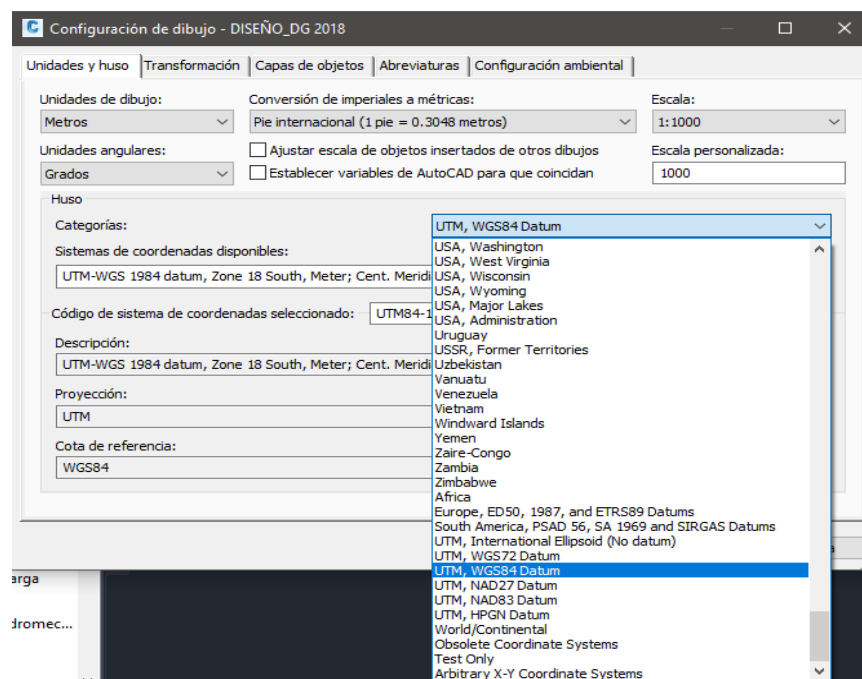 Configuración de dibujo - DISEÑO_DG 2018
Unidades y huso Transformación Capas de objetos Abreviaturas Configuración ambiental
Unidades de dibujo: Conversión de imperiales a métricas: Escala:
Metros Pie internacional (1 pie = 0.3048 metros) 1:1000
Unidades angulares: Ajustar escala de objetos insertados de otros dibujos Escala personalizada:
Grados Establecer variables de AutoCAD para que coincidan 1000
Huso
Categorías: UTM, WGS84 Datum
Sistemas de coordenadas disponibles:
UTM-WGS 1984 datum, Zone 18 South, Meter; Cent. Meridi
Código de sistema de coordenadas seleccionado: UTM84-1
Descripción:
UTM-WGS 1984 datum, Zone 18 South, Meter; Cent. Meridi
Proyección:
UTM
Cota de referencia:
WGS84
USA, Washington
USA, West Virginia
USA, Wisconsin
USA, Wyoming
USA, Major Lakes
USA, Administration
Uruguay
USSR, Former Territories
Uzbekistan
Vanuatu
Venezuela
Vietnam
Windward Islands
Yemen
Zaire-Congo
Zambia
Zimbabwe
Africa
Europe, ED50, 1987, and ETRS89 Datums
South America, PSAD 56, SA 1969 and SIRGAS Datums
UTM, International Ellipsoid (No datum)
UTM, WGS72 Datum
UTM, WGS84 Datum
UTM, NAD27 Datum
UTM, NAD83 Datum
UTM, HPGN Datum
World/Continental
Obsolete Coordinate Systems
Test Only
Arbitrary X-Y Coordinate Systems
arga
dromec...